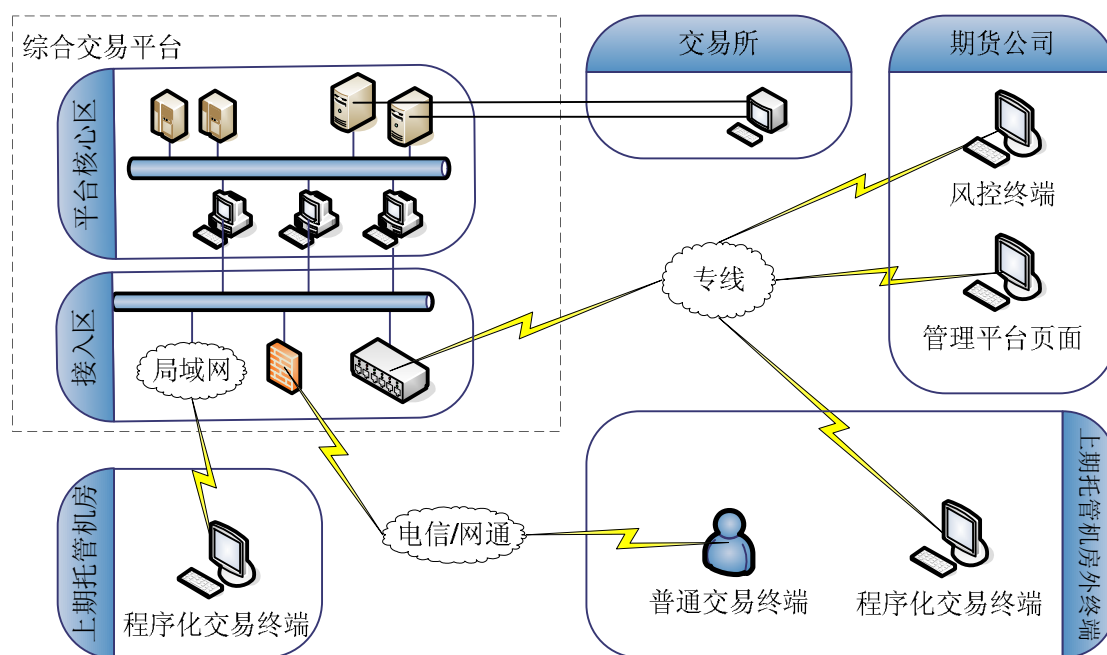 综合交易平台
交易所
期货公司
平台核心区
风控终端
专线
管理平台页面
接入区
局域网
上期托管机房
程序化交易终端
电信/网通
普通交易终端
程序化交易终端
上期托管机房外终端